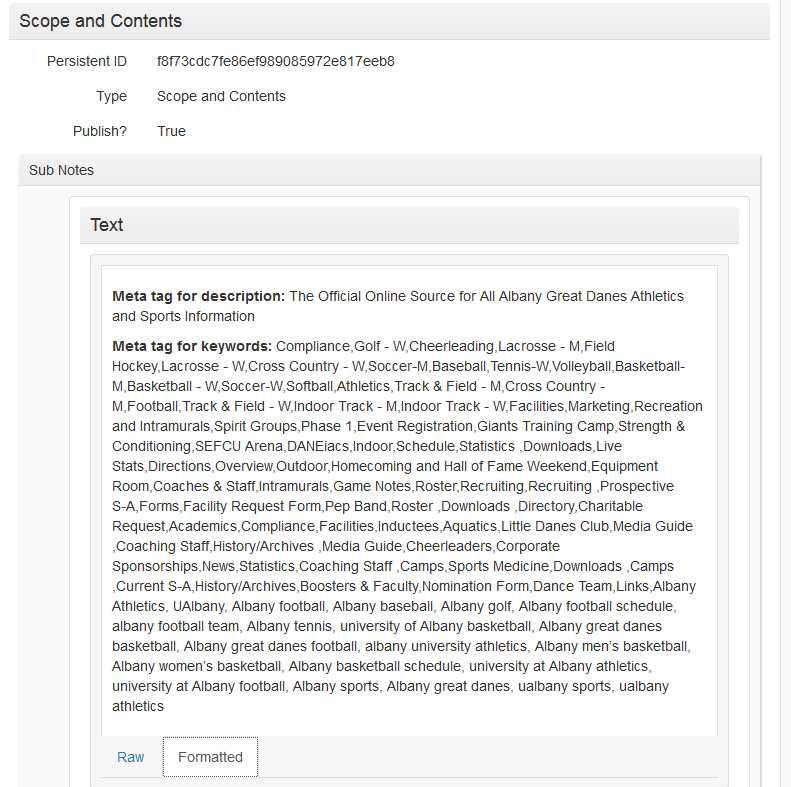 Scope and Contents
Persistent ID f8f73cdc7fe86ef989085972e817eeb8
Type Scope and Contents
Publish? True
Sub Notes
Text
Meta tag for description: The Official Online Source for All Albany Great Danes Athletics
and Sports Information
Meta tag for keywords: Compliance,Golf - W,Cheerleading,Lacrosse - M,Field
Hockey,Lacrosse - W,Cross Country - W,Soccer-M,Baseball,Tennis-W,Volleyball,Basketball-
M,Basketball - W,Soccer-W,Softball,Athletics,Track & Field - M,Cross Country -
M,Football,Track & Field - W,Indoor Track - M,Indoor Track - W,Facilities,Marketing,Recreation
and Intramurals,Spirit Groups,Phase 1,Event Registration,Giants Training Camp,Strength &
Conditioning,SEFCU Arena,DANEiacs,Indoor,Schedule,Statistics ,Downloads,Live
Stats,Directions,Overview,Outdoor,Homecoming and Hall of Fame Weekend,Equipment
Room,Coaches & Staff,Intramurals,Game Notes,Roster,Recruiting,Recruiting ,Prospective
S-A,Forms,Facility Request Form,Pep Band,Roster ,Downloads ,Directory,Charitable
Request,Academics,Compliance,Facilities,Inductees,Aquatics,Little Danes Club,Media Guide
,Coaching Staff,History/Archives ,Media Guide,Cheerleaders,Corporate
Sponsorships,News,Statistics,Coaching Staff ,Camps,Sports Medicine,Downloads ,Camps
,Current S-A,History/Archives,Boosters & Faculty,Nomination Form,Dance Team,Links,Albany
Athletics, UAlbany, Albany football, Albany baseball, Albany golf, Albany football schedule,
albany football team, Albany tennis, university of Albany basketball, Albany great danes
basketball, Albany great danes football, albany university athletics, Albany men's basketball,
Albany women's basketball, Albany basketball schedule, university at Albany athletics,
university at Albany football, Albany sports, Albany great danes, ualbany sports, ualbany
athletics
Raw Formatted